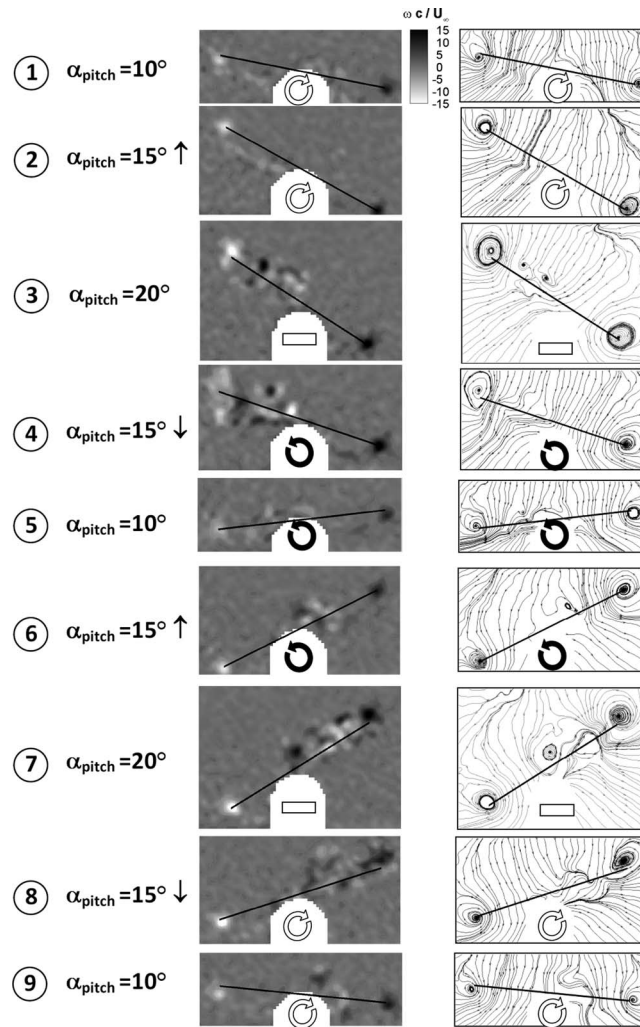 ω c / U∞
15
10
5
0
-5
-10
-15
1 αpitch =10°
2 αpitch =15° ↑
3 αpitch =20°
4 αpitch =15° ↓
5 αpitch =10°
6 αpitch =15° ↑
7 αpitch =20°
8 αpitch =15° ↓
9 αpitch =10°